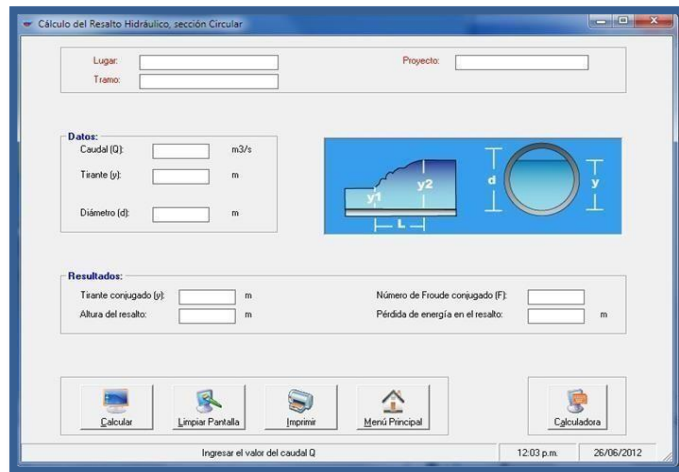 Cálculo del Resalto Hidráulico, sección Circular
Lugar: Proyecto:
Tramo:
Datos:
Caudal (Q): m3/s
Tirante (y): m
Diámetro (d): m
y1 y2 L d y
Resultados:
Tirante conjugado (y): m Número de Froude conjugado (F):
Altura del resalto: m Pérdida de energía en el resalto: m
Calcular Limpiar Pantalla Imprimir Menú Principal Calculadora
Ingresar el valor del caudal Q 12:03 p.m. 26/06/2012